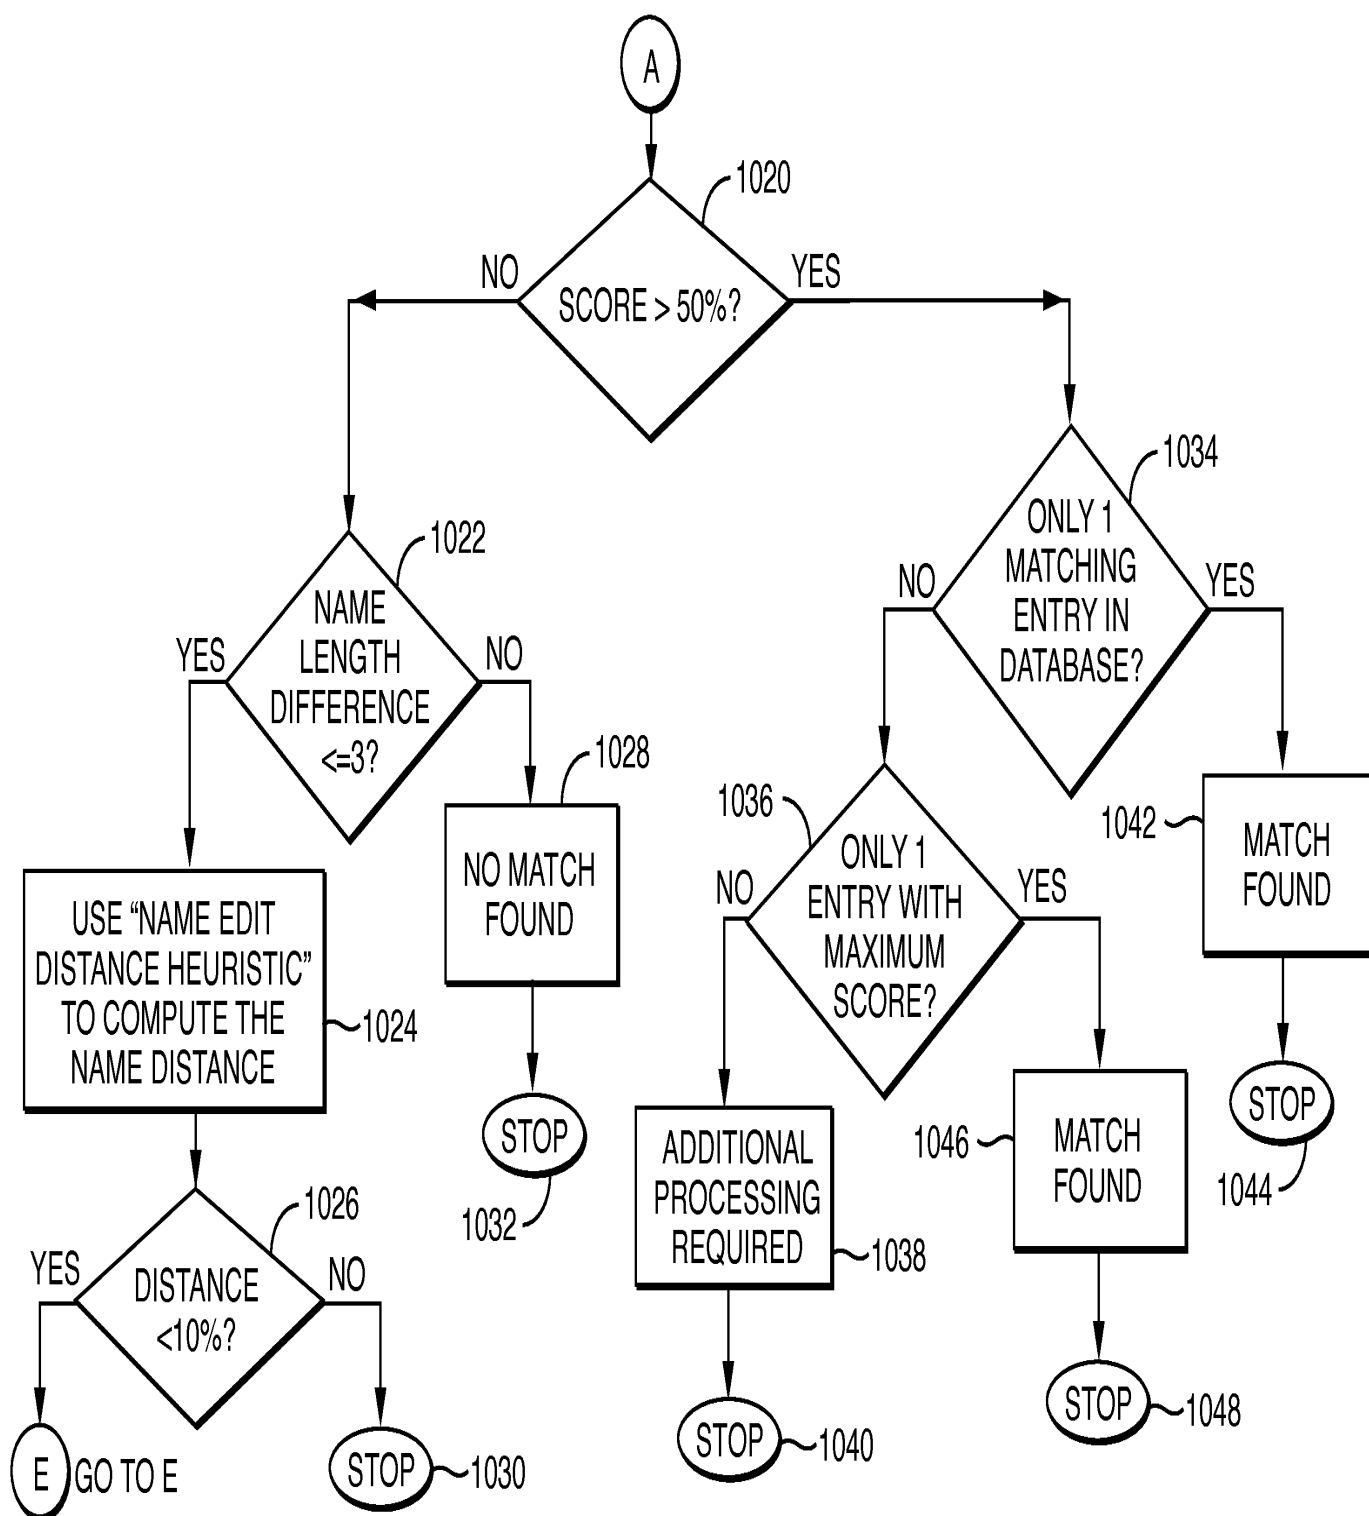 A
1020
NO
YES
SCORE > 50%?
1034
ONLY 1
MATCHING
ENTRY IN
DATABASE?
NO
YES
1022
NAME
LENGTH
DIFFERENCE
<=3?
YES
NO
1028
NO MATCH
FOUND
1036
ONLY 1
ENTRY WITH
MAXIMUM
SCORE?
NO
YES
1042
MATCH
FOUND
USE “NAME EDIT
DISTANCE HEURISTIC”
TO COMPUTE THE
NAME DISTANCE
1024
STOP
1032
ADDITIONAL
PROCESSING
REQUIRED
1038
1046
MATCH
FOUND
STOP
1044
1026
DISTANCE
<10%?
YES
NO
E
GO TO E
STOP
1030
STOP
1040
STOP
1048